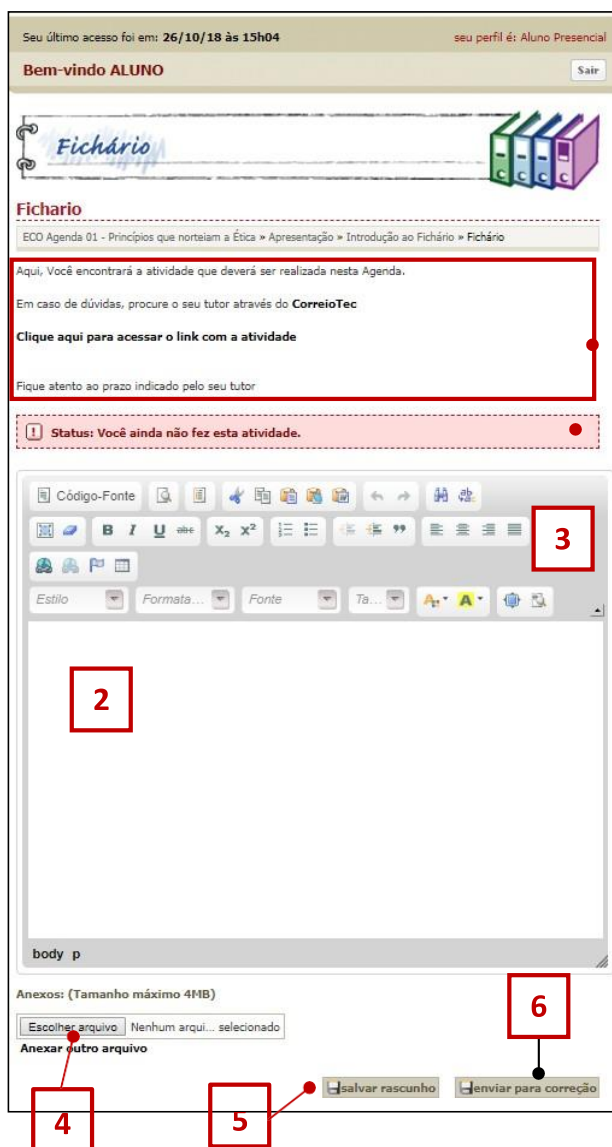 Seu último acesso foi em: 26/10/18 às 15h04 seu perfil é: Aluno Presencial
Bem-vindo ALUNO Sair
Fichário
Fichario
ECO Agenda 01 - Princípios que norteiam a Ética » Apresentação » Introdução ao Fichário » Fichário
Aqui, Você encontrará a atividade que deverá ser realizada nesta Agenda.
Em caso de dúvidas, procure o seu tutor através do CorreioTec
Clique aqui para acessar o link com a atividade
Fique atento ao prazo indicado pelo seu tutor
Status: Você ainda não fez esta atividade.
Código-Fonte
B I U abc X₂ X²
3
Estilo Formata... Fonte Ta... A A
2
body p
Anexos: (Tamanho máximo 4MB)
6
Escolher arquivo Nenhum arqui... selecionado
Anexar outro arquivo
salvar rascunho enviar para correção
4 5